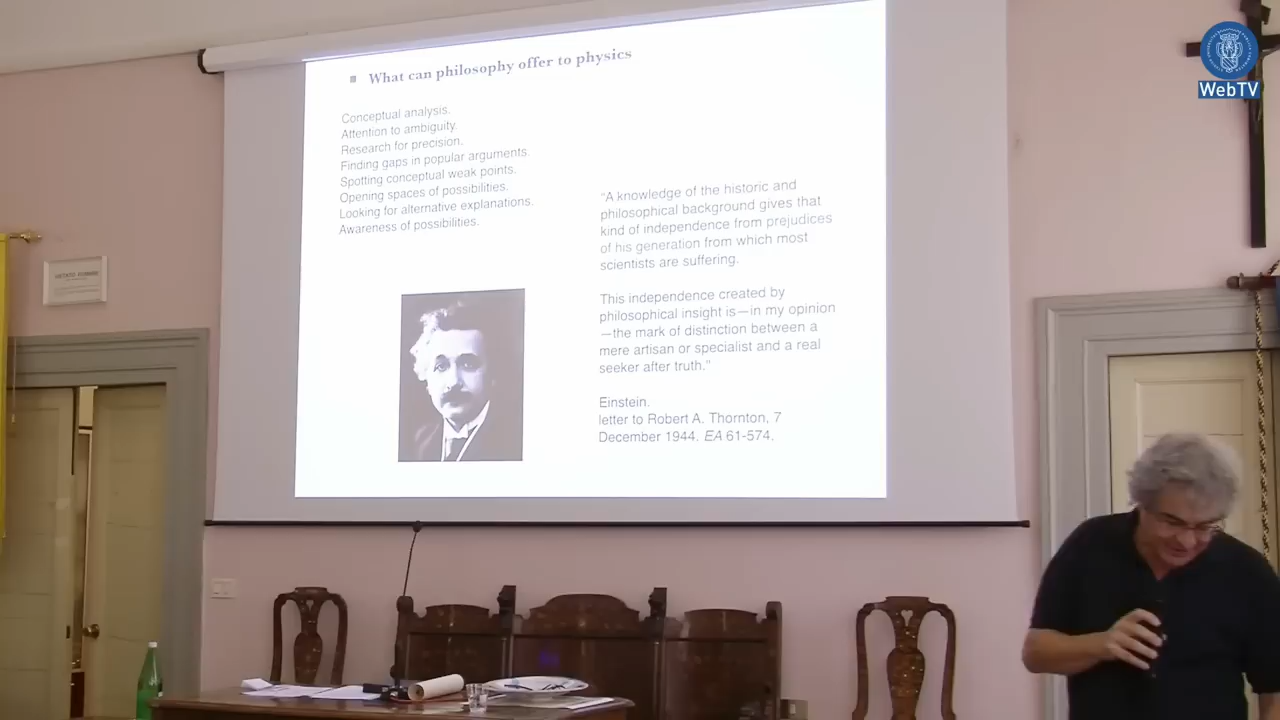 What can philosophy offer to physics
Conceptual analysis.
Attention to ambiguity.
Research for precision.
Finding gaps in popular arguments.
Spotting conceptual weak points.
Opening spaces of possibilities.
Looking for alternative explanations.
Awareness of possibilities.
“A knowledge of the historic and
philosophical background gives that
kind of independence from prejudices
of his generation from which most
scientists are suffering.
This independence created by
philosophical insight is—in my opinion
—the mark of distinction between a
mere artisan or specialist and a real
seeker after truth.”
Einstein.
letter to Robert A. Thornton, 7
December 1944. EA 61-574.
WebTV